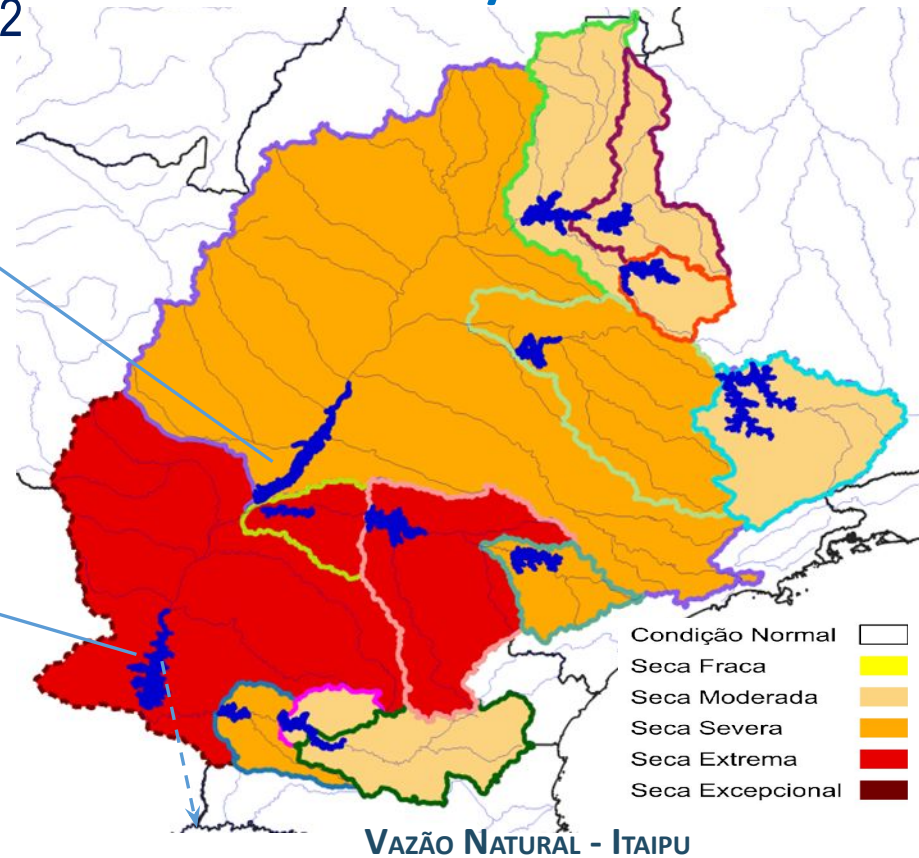 2
Condição Normal
Seca Fraca
Seca Moderada
Seca Severa
Seca Extrema
Seca Excepcional
VAZÃO NATURAL - ITAIPU